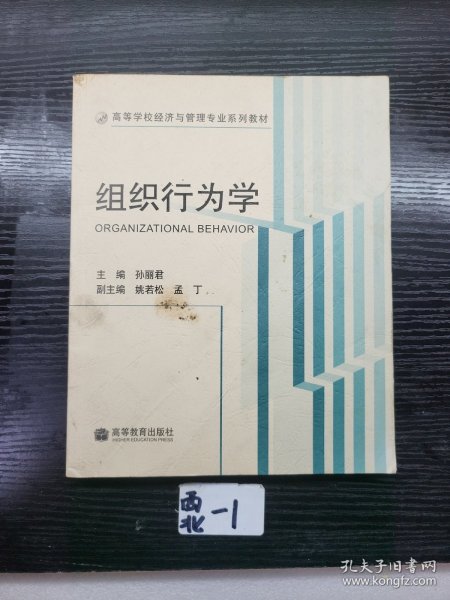 高等学校经济与管理专业系列教材
组织行为学
ORGANIZATIONAL BEHAVIOR
主 编 孙丽君
副主编 姚若松 孟 丁
高等教育出版社
HIGHER EDUCATION PRESS
西北-1
孔夫子旧书网
www.kongfz.com